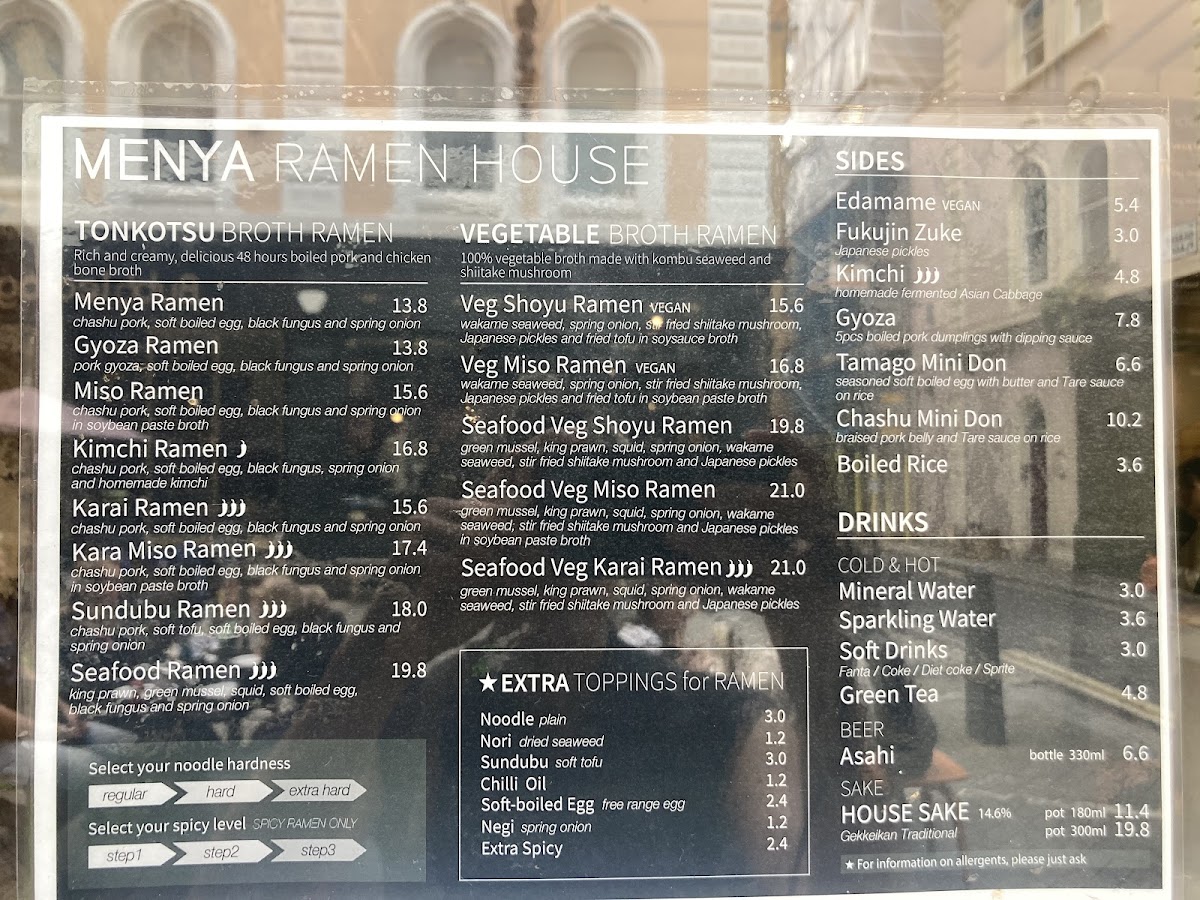 MENYA RAMEN HOUSE
TONKOTSU BROTH RAMEN
Rich and creamy, delicious 48 hours boiled pork and chicken
bone broth
Menya Ramen 13.8
chashu pork, soft boiled egg, black fungus and spring onion
Gyoza Ramen 13.8
pork gyoza, soft boiled egg, black fungus and spring onion
Miso Ramen 15.6
chashu pork, soft boiled egg, black fungus and spring onion
in soybean paste broth
Kimchi Ramen 16.8
chashu pork, soft boiled egg, black fungus, spring onion
and homemade kimchi
Karai Ramen 15.6
chashu pork, soft boiled egg, black fungus and spring onion
Kara Miso Ramen 17.4
chashu pork, soft boiled egg, black fungus and spring onion
in soybean paste broth
Sundubu Ramen 18.0
chashu pork, soft tofu, soft boiled egg, black fungus and
spring onion
Seafood Ramen 19.8
king prawn, green mussel, squid, soft boiled egg,
black fungus and spring onion
Select your noodle hardness
regular hard extra hard
Select your spicy level SPICY RAMEN ONLY
step1 step2 step3
VEGETABLE BROTH RAMEN
100% vegetable broth made with kombu seaweed and
shiitake mushroom
Veg Shoyu Ramen VEGAN 15.6
wakame seaweed, spring onion, stir fried shiitake mushroom,
Japanese pickles and fried tofu in soysauce broth
Veg Miso Ramen VEGAN 16.8
wakame seaweed, spring onion, stir fried shiitake mushroom,
Japanese pickles and fried tofu in soybean paste broth
Seafood Veg Shoyu Ramen 19.8
green mussel, king prawn, squid, spring onion, wakame
seaweed, stir fried shiitake mushroom and Japanese pickles
Seafood Veg Miso Ramen 21.0
green mussel, king prawn, squid, spring onion, wakame
seaweed, stir fried shiitake mushroom and Japanese pickles
in soybean paste broth
Seafood Veg Karai Ramen 21.0
green mussel, king prawn, squid, spring onion, wakame
seaweed, stir fried shiitake mushroom and Japanese pickles
★EXTRA TOPPINGS for RAMEN
Noodle plain 3.0
Nori dried seaweed 1.2
Sundubu soft tofu 3.0
Chilli Oil 1.2
Soft-boiled Egg free range egg 2.4
Negi spring onion 1.2
Extra Spicy 2.4
SIDES
Edamame VEGAN 5.4
Fukujin Zuke 3.0
Japanese pickles
Kimchi 4.8
homemade fermented Asian Cabbage
Gyoza 7.8
5pcs boiled pork dumplings with dipping sauce
Tamago Mini Don 6.6
seasoned soft boiled egg with butter and Tare sauce
on rice
Chashu Mini Don 10.2
braised pork belly and Tare sauce on rice
Boiled Rice 3.6
DRINKS
COLD & HOT
Mineral Water 3.0
Sparkling Water 3.6
Soft Drinks 3.0
Fanta / Coke / Diet coke / Sprite
Green Tea 4.8
BEER
Asahi bottle 330ml 6.6
SAKE
HOUSE SAKE 14.6% pot 180ml 11.4
Gekkeikan Traditional pot 300ml 19.8
★ For information on allergents, please just ask